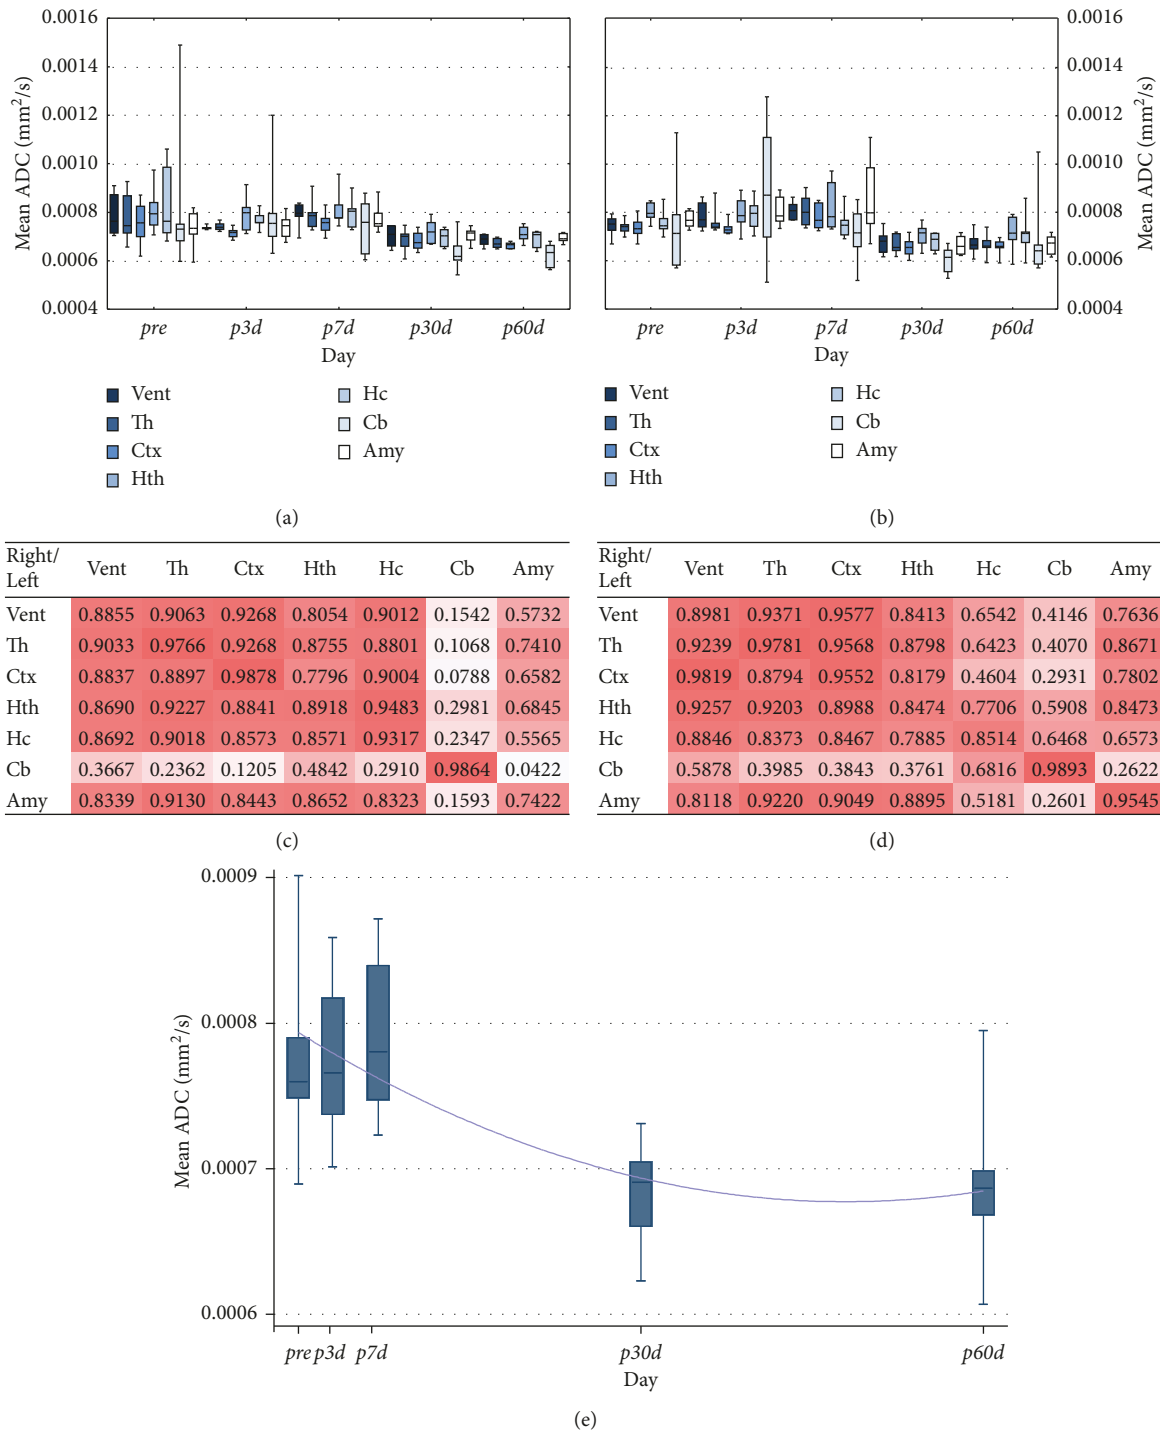 0.0016
0.0014
0.0012
0.0010
0.0008
0.0006
0.0004
Mean ADC (mm²/s)
pre p3d p7d p30d p60d
Day
Vent
Th
Ctx
Hth
Hc
Cb
Amy
(a)
0.0016
0.0014
0.0012
0.0010
0.0008
0.0006
0.0004
Mean ADC (mm²/s)
pre p3d p7d p30d p60d
Day
Vent
Th
Ctx
Hth
Hc
Cb
Amy
(b)
Right/
Left Vent Th Ctx Hth Hc Cb Amy
Vent 0.8855 0.9063 0.9268 0.8054 0.9012 0.1542 0.5732
Th 0.9033 0.9766 0.9268 0.8755 0.8801 0.1068 0.7410
Ctx 0.8837 0.8897 0.9878 0.7796 0.9004 0.0788 0.6582
Hth 0.8690 0.9227 0.8841 0.8918 0.9483 0.2981 0.6845
Hc 0.8692 0.9018 0.8573 0.8571 0.9317 0.2347 0.5565
Cb 0.3667 0.2362 0.1205 0.4842 0.2910 0.9864 0.0422
Amy 0.8339 0.9130 0.8443 0.8652 0.8323 0.1593 0.7422
(c)
Right/
Left Vent Th Ctx Hth Hc Cb Amy
Vent 0.8981 0.9371 0.9577 0.8413 0.6542 0.4146 0.7636
Th 0.9239 0.9781 0.9568 0.8798 0.6423 0.4070 0.8671
Ctx 0.9819 0.8794 0.9552 0.8179 0.4604 0.2931 0.7802
Hth 0.9257 0.9203 0.8988 0.8474 0.7706 0.5908 0.8473
Hc 0.8846 0.8373 0.8467 0.7885 0.8514 0.6468 0.6573
Cb 0.5878 0.3985 0.3843 0.3761 0.6816 0.9893 0.2622
Amy 0.8118 0.9220 0.9049 0.8895 0.5181 0.2601 0.9545
(d)
0.0009
0.0008
0.0007
0.0006
Mean ADC (mm²/s)
pre p3d p7d p30d p60d
Day
(e)